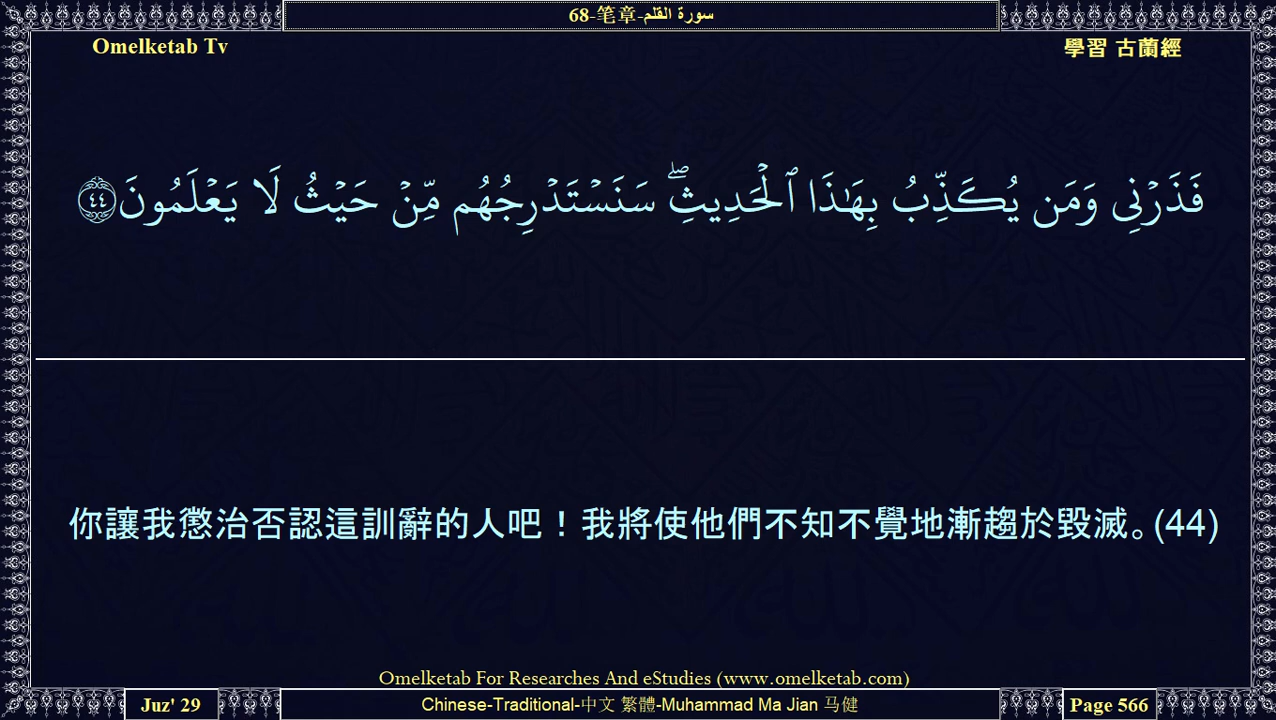 68-笔章-سورة القلم
Omelketab Tv
學習 古蘭經
فَذَرْنِى وَمَن يُكَذِّبُ بِهَٰذَا ٱلْحَدِيثِ ۖ سَنَسْتَدْرِجُهُم مِّنْ حَيْثُ لَا يَعْلَمُونَ ٤٤
你讓我懲治否認這訓辭的人吧！我將使他們不知不覺地漸趨於毀滅。(44)
Omelketab For Researches And eStudies (www.omelketab.com)
Juz' 29
Chinese-Traditional-中文 繁體-Muhammad Ma Jian 马健
Page 566